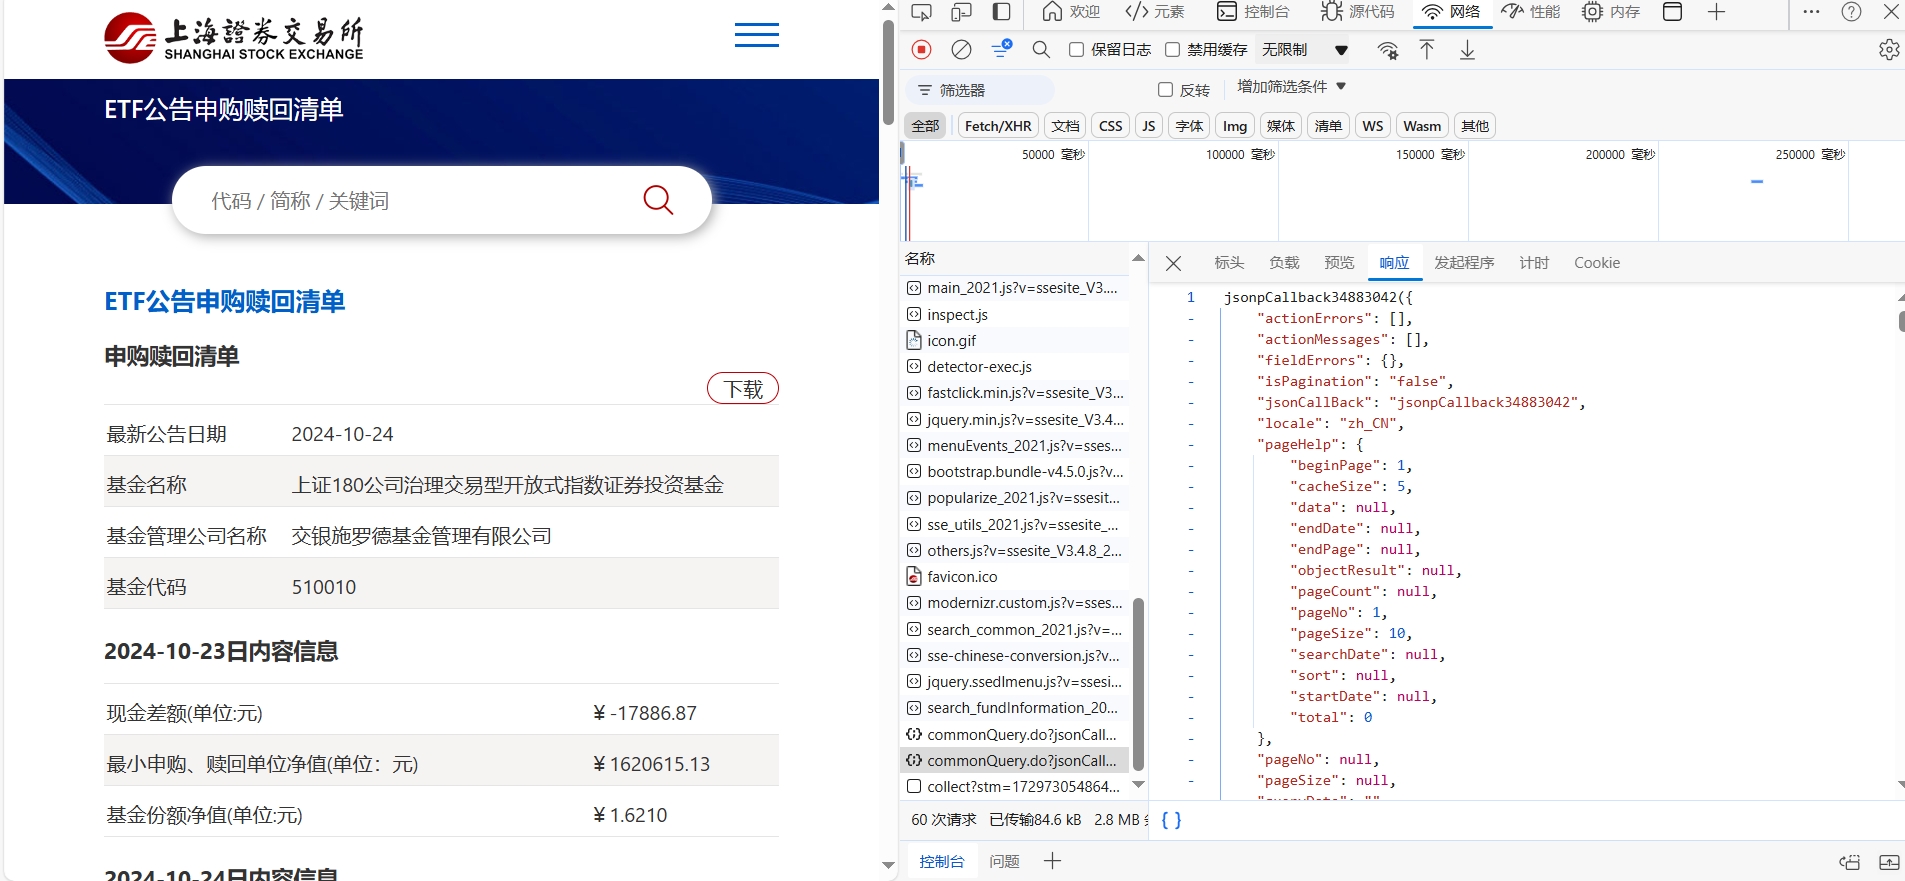 上海證券交易所
SHANGHAI STOCK EXCHANGE
ETF公告申购赎回清单
代码 / 简称 / 关键词
ETF公告申购赎回清单
申购赎回清单
下载
最新公告日期 2024-10-24
基金名称 上证180公司治理交易型开放式指数证券投资基金
基金管理公司名称 交银施罗德基金管理有限公司
基金代码 510010
2024-10-23日内容信息
现金差额(单位:元) ¥ -17886.87
最小申购、赎回单位净值(单位：元) ¥ 1620615.13
基金份额净值(单位:元) ¥ 1.6210
2024-10-24日内容信息
欢迎 元素 控制台 源代码 网络 性能 内存
保留日志 禁用缓存 无限制
筛选器 反转 增加筛选条件
全部 Fetch/XHR 文档 CSS JS 字体 Img 媒体 清单 WS Wasm 其他
50000 毫秒 100000 毫秒 150000 毫秒 200000 毫秒 250000 毫秒
名称
main_2021.js?v=ssesite_V3....
inspect.js
icon.gif
detector-exec.js
fastclick.min.js?v=ssesite_V3...
jquery.min.js?v=ssesite_V3.4...
menuEvents_2021.js?v=sses...
bootstrap.bundle-v4.5.0.js?v...
popularize_2021.js?v=ssesit...
sse_utils_2021.js?v=ssesite_...
others.js?v=ssesite_V3.4.8_2...
favicon.ico
modernizr.custom.js?v=sses...
search_common_2021.js?v=...
sse-chinese-conversion.js?v...
jquery.ssedlmenu.js?v=ssesi...
search_fundInformation_20...
commonQuery.do?jsonCall...
commonQuery.do?jsonCall...
collect?stm=172973054864...
60 次请求 已传输84.6 kB 2.8 MB
标头 负载 预览 响应 发起程序 计时 Cookie
1 jsonpCallback34883042({
- "actionErrors": [],
- "actionMessages": [],
- "fieldErrors": {},
- "isPagination": "false",
- "jsonCallBack": "jsonpCallback34883042",
- "locale": "zh_CN",
- "pageHelp": {
- "beginPage": 1,
- "cacheSize": 5,
- "data": null,
- "endDate": null,
- "endPage": null,
- "objectResult": null,
- "pageCount": null,
- "pageNo": 1,
- "pageSize": 10,
- "searchDate": null,
- "sort": null,
- "startDate": null,
- "total": 0
- },
- "pageNo": null,
- "pageSize": null,
{ }
控制台 问题